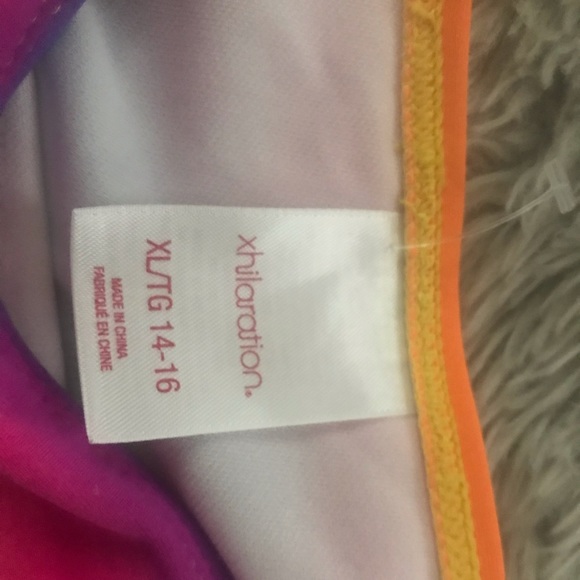 xhilaration.
XL/TG 14-16
MADE IN CHINA
FABRIQUÉ EN CHINE